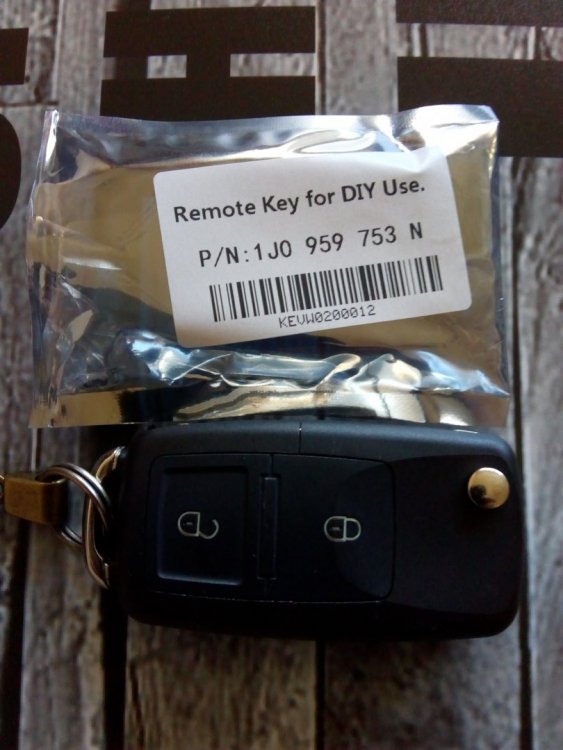 Remote Key for DIY Use.
P/N:1J0 959 753 N
KEVW0200012